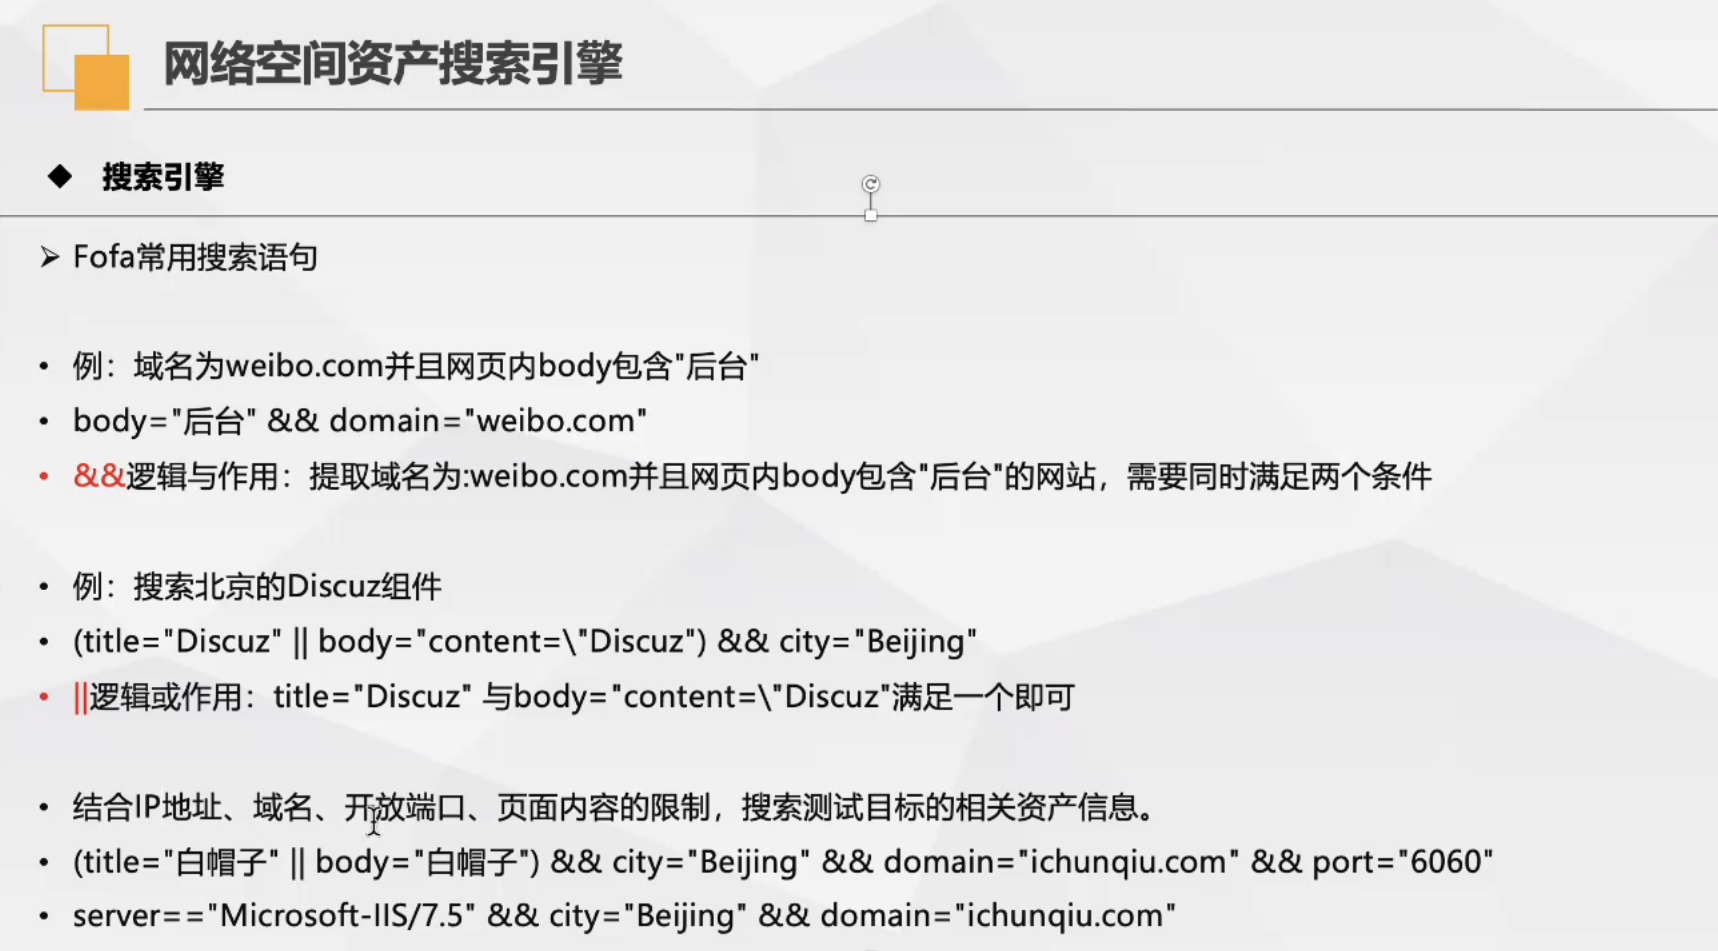 网络空间资产搜索引擎
◆ 搜索引擎
➢ Fofa常用搜索语句
• 例：域名为weibo.com并且网页内body包含"后台"
• body="后台" && domain="weibo.com"
• &&逻辑与作用：提取域名为:weibo.com并且网页内body包含"后台"的网站，需要同时满足两个条件
• 例：搜索北京的Discuz组件
• (title="Discuz" || body="content=\"Discuz") && city="Beijing"
• ||逻辑或作用：title="Discuz" 与body="content=\"Discuz"满足一个即可
• 结合IP地址、域名、开放端口、页面内容的限制，搜索测试目标的相关资产信息。
• (title="白帽子" || body="白帽子") && city="Beijing" && domain="ichunqiu.com" && port="6060"
• server=="Microsoft-IIS/7.5" && city="Beijing" && domain="ichunqiu.com"